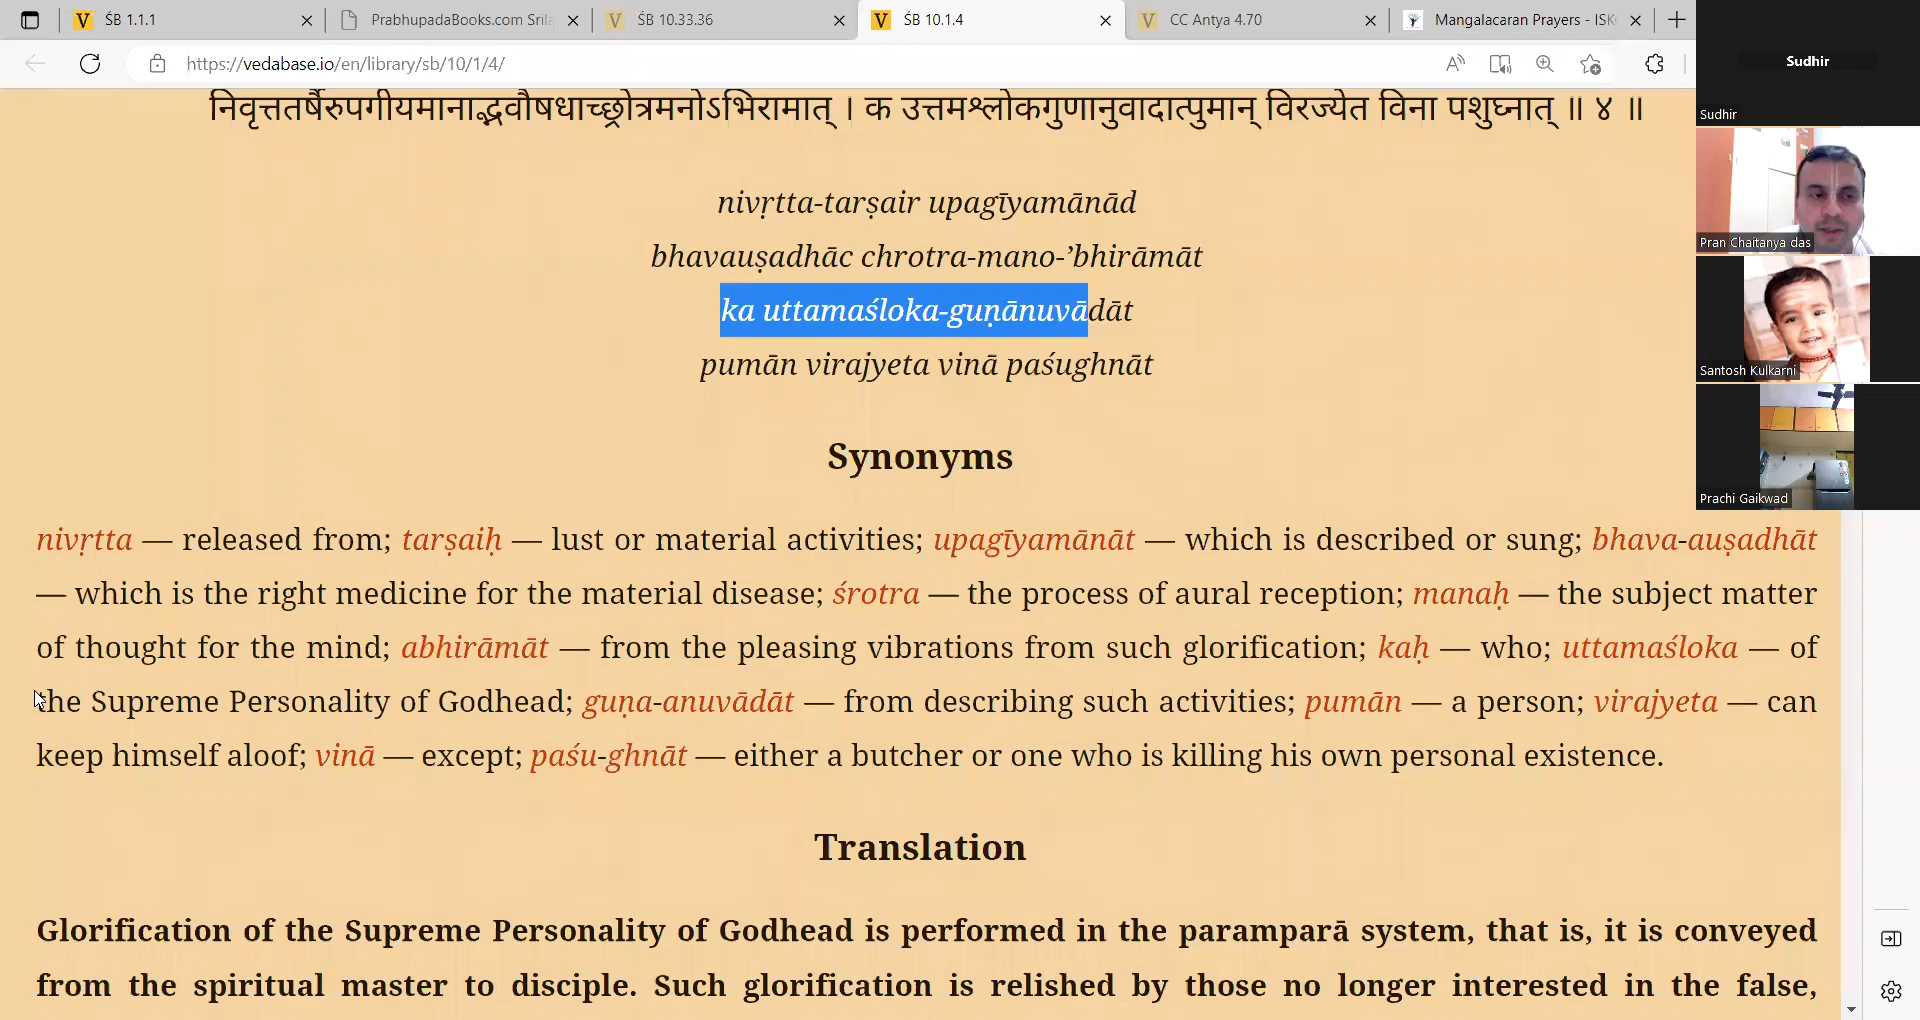 ŚB 1.1.1
PrabhupadaBooks.com Srila
ŚB 10.33.36
ŚB 10.1.4
CC Antya 4.70
Mangalacaran Prayers - ISK
https://vedabase.io/en/library/sb/10/1/4/
निवृत्ततर्षैरुपगीयमानाद्भवौषधाच्छ्रोत्रमनोऽभिरामात् । क उत्तमश्लोकगुणानुवादात्पुमान् विरज्येत विना पशुघ्नात् ॥ ४ ॥
nivṛtta-tarṣair upagīyamānād
bhavauṣadhāc chrotra-mano-’bhirāmāt
ka uttamaśloka-guṇānuvādāt
pumān virajyeta vinā paśughnāt
Synonyms
nivṛtta — released from; tarṣaiḥ — lust or material activities; upagīyamānāt — which is described or sung; bhava-auṣadhāt
— which is the right medicine for the material disease; śrotra — the process of aural reception; manaḥ — the subject matter
of thought for the mind; abhirāmāt — from the pleasing vibrations from such glorification; kaḥ — who; uttamaśloka — of
the Supreme Personality of Godhead; guṇa-anuvādāt — from describing such activities; pumān — a person; virajyeta — can
keep himself aloof; vinā — except; paśu-ghnāt — either a butcher or one who is killing his own personal existence.
Translation
Glorification of the Supreme Personality of Godhead is performed in the paramparā system, that is, it is conveyed
from the spiritual master to disciple. Such glorification is relished by those no longer interested in the false,
Sudhir
Sudhir
Pran Chaitanya das
Santosh Kulkarni
Prachi Gaikwad